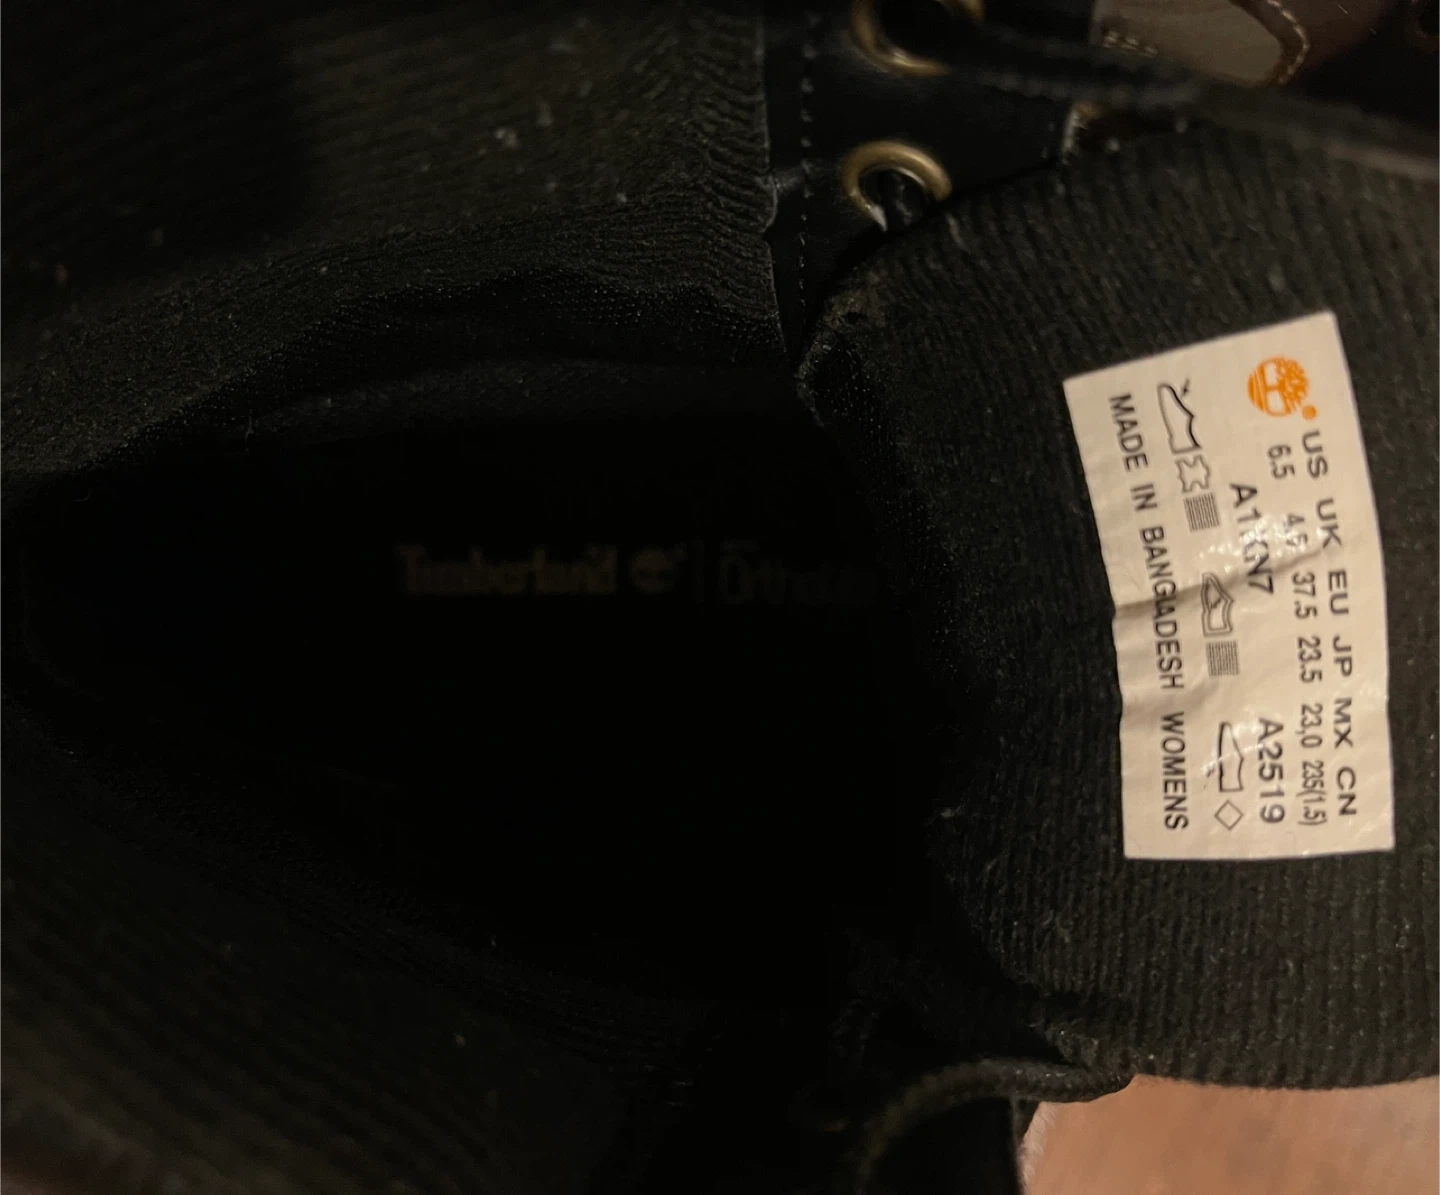 Timberland
US UK EU JP MX CN
6.5 4.5 37.5 23.5 23,0 235(1.5)
A2519
MADE IN BANGLADESH WOMENS